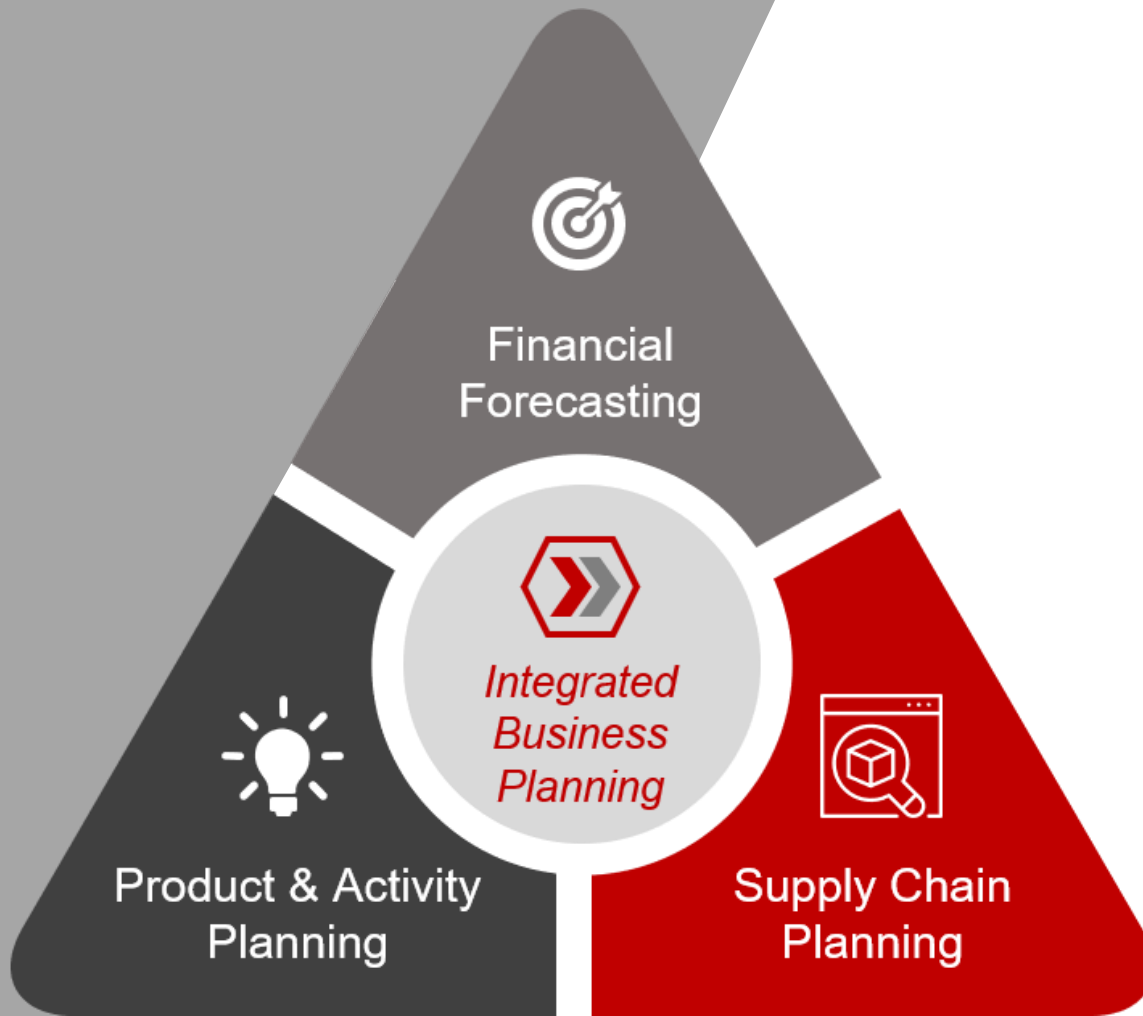 Financial
Forecasting
Integrated
Business
Planning
Product & Activity
Planning
Supply Chain
Planning